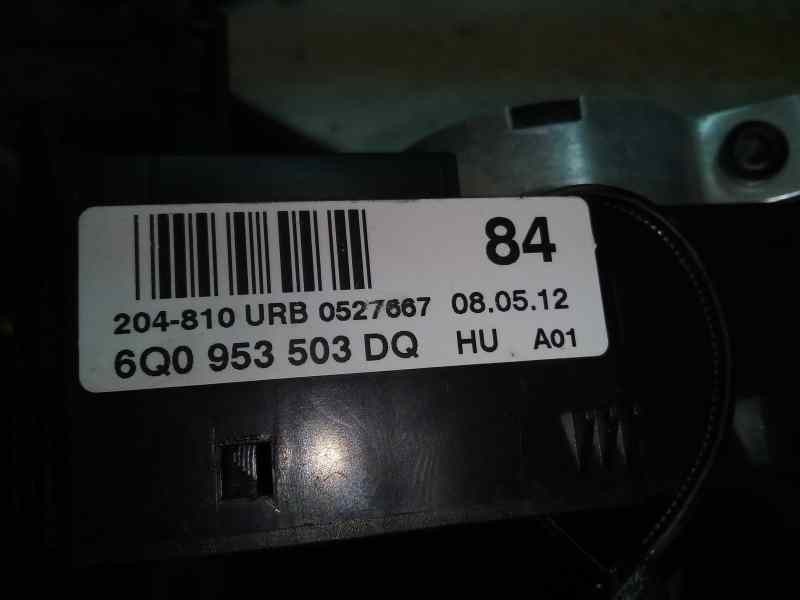 84
204-810 URB 0527667 08.05.12
6Q0 953 503 DQ HU A01